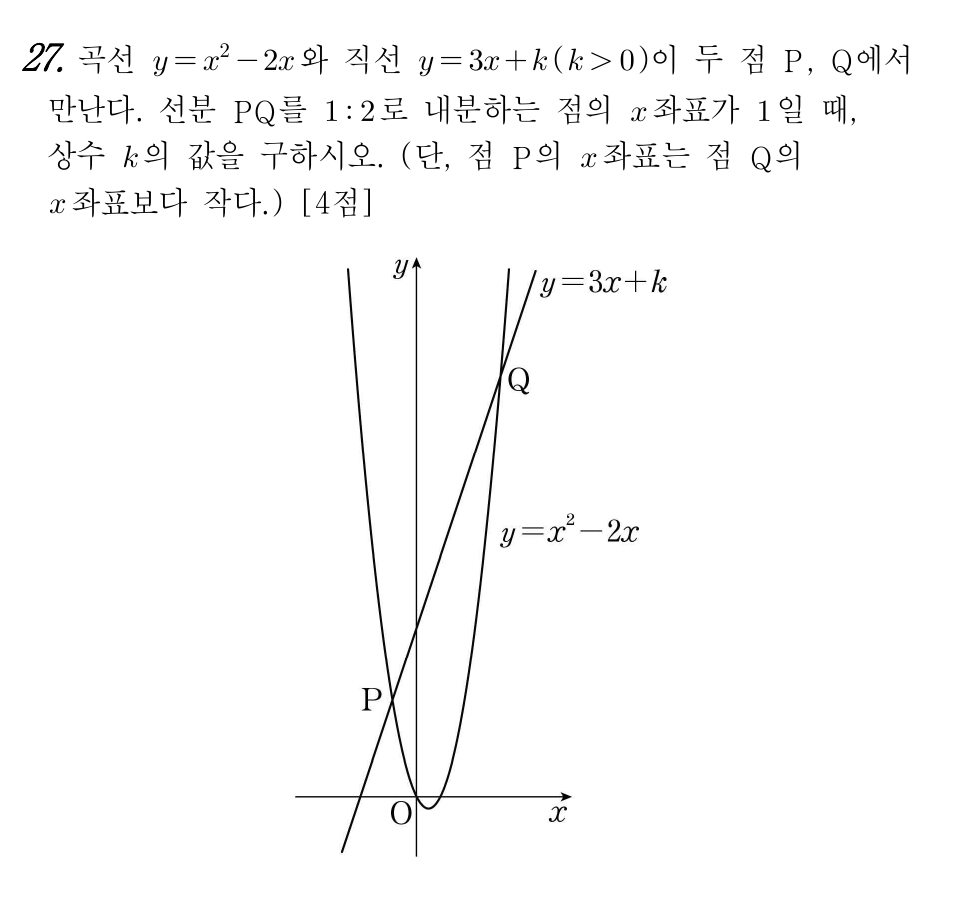 27. 곡선 y=x²-2x와 직선 y=3x+k(k>0)이 두 점 P, Q에서
만난다. 선분 PQ를 1:2로 내분하는 점의 x좌표가 1일 때,
상수 k의 값을 구하시오. (단, 점 P의 x좌표는 점 Q의
x좌표보다 작다.) [4점]
y
y=3x+k
Q
y=x²-2x
P
O
x